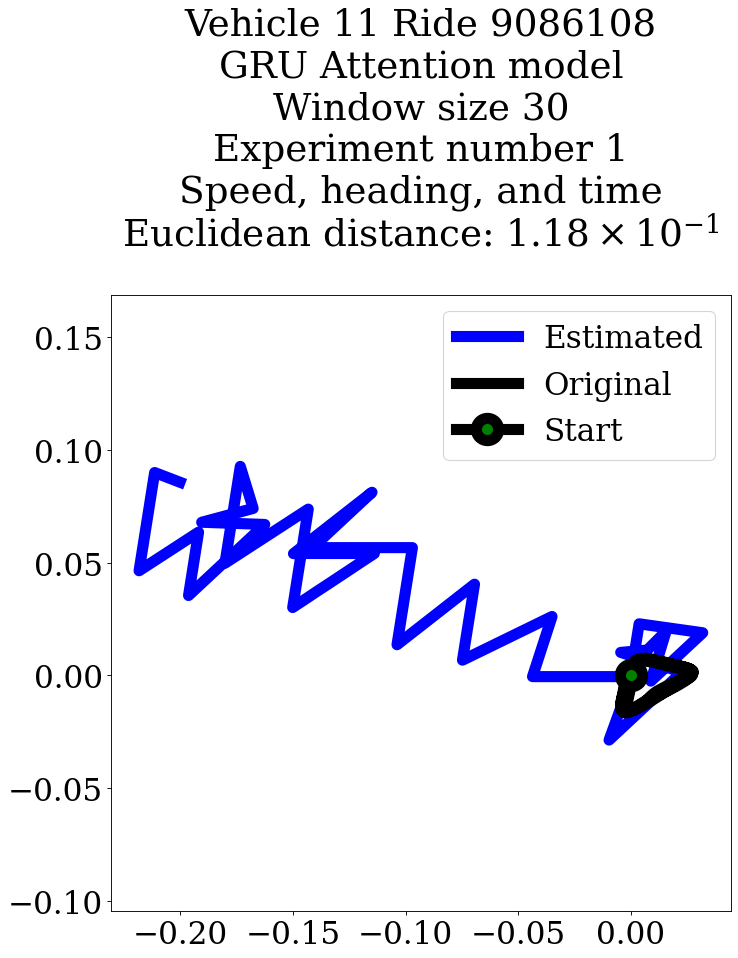 Vehicle 11 Ride 9086108
GRU Attention model
Window size 30
Experiment number 1
Speed, heading, and time
Euclidean distance: 1.18 × 10⁻¹
Estimated
Original
Start
0.15
0.10
0.05
0.00
−0.05
−0.10
−0.20 −0.15 −0.10 −0.05 0.00